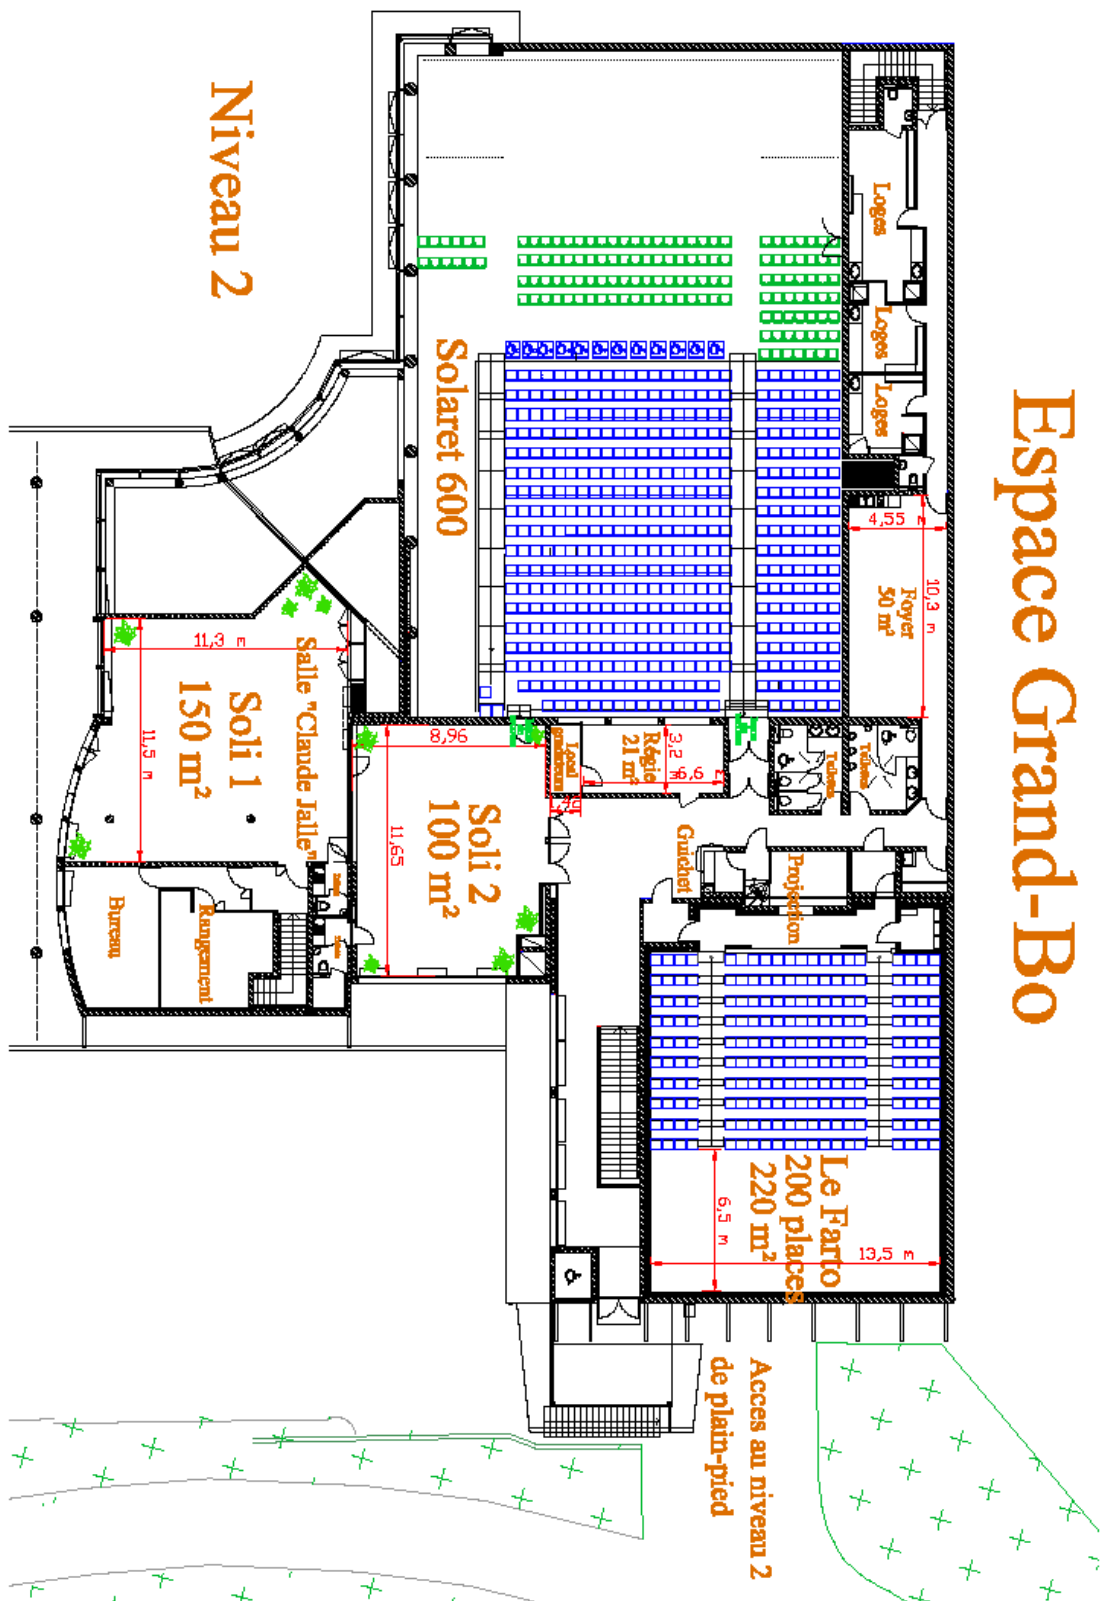 Espace Grand-Bo
Niveau 2
Loges
Loges
Loges
Solaret 600
4,55 m
10,3 m
Foyer
50 m²
11,3 m
Salle "Claude Jalle"
Soli 1
150 m²
11,5 m
8,96
Soli 2
100 m²
11,65
Local
Régie
21 m²
3,2 m
6,6 m
Toilettes
Toilettes
Guichet
Projection
Bureau
Rangement
Le Farto
200 places
220 m²
6,5 m
13,5 m
Acces au niveau 2
de plain-pied